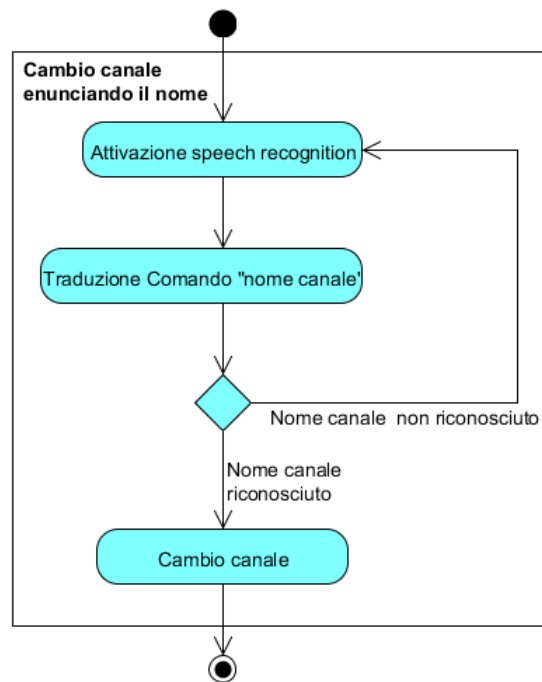 Cambio canale
enunciando il nome
Attivazione speech recognition
Traduzione Comando "nome canale"
Nome canale  non riconosciuto
Nome canale
riconosciuto
Cambio canale